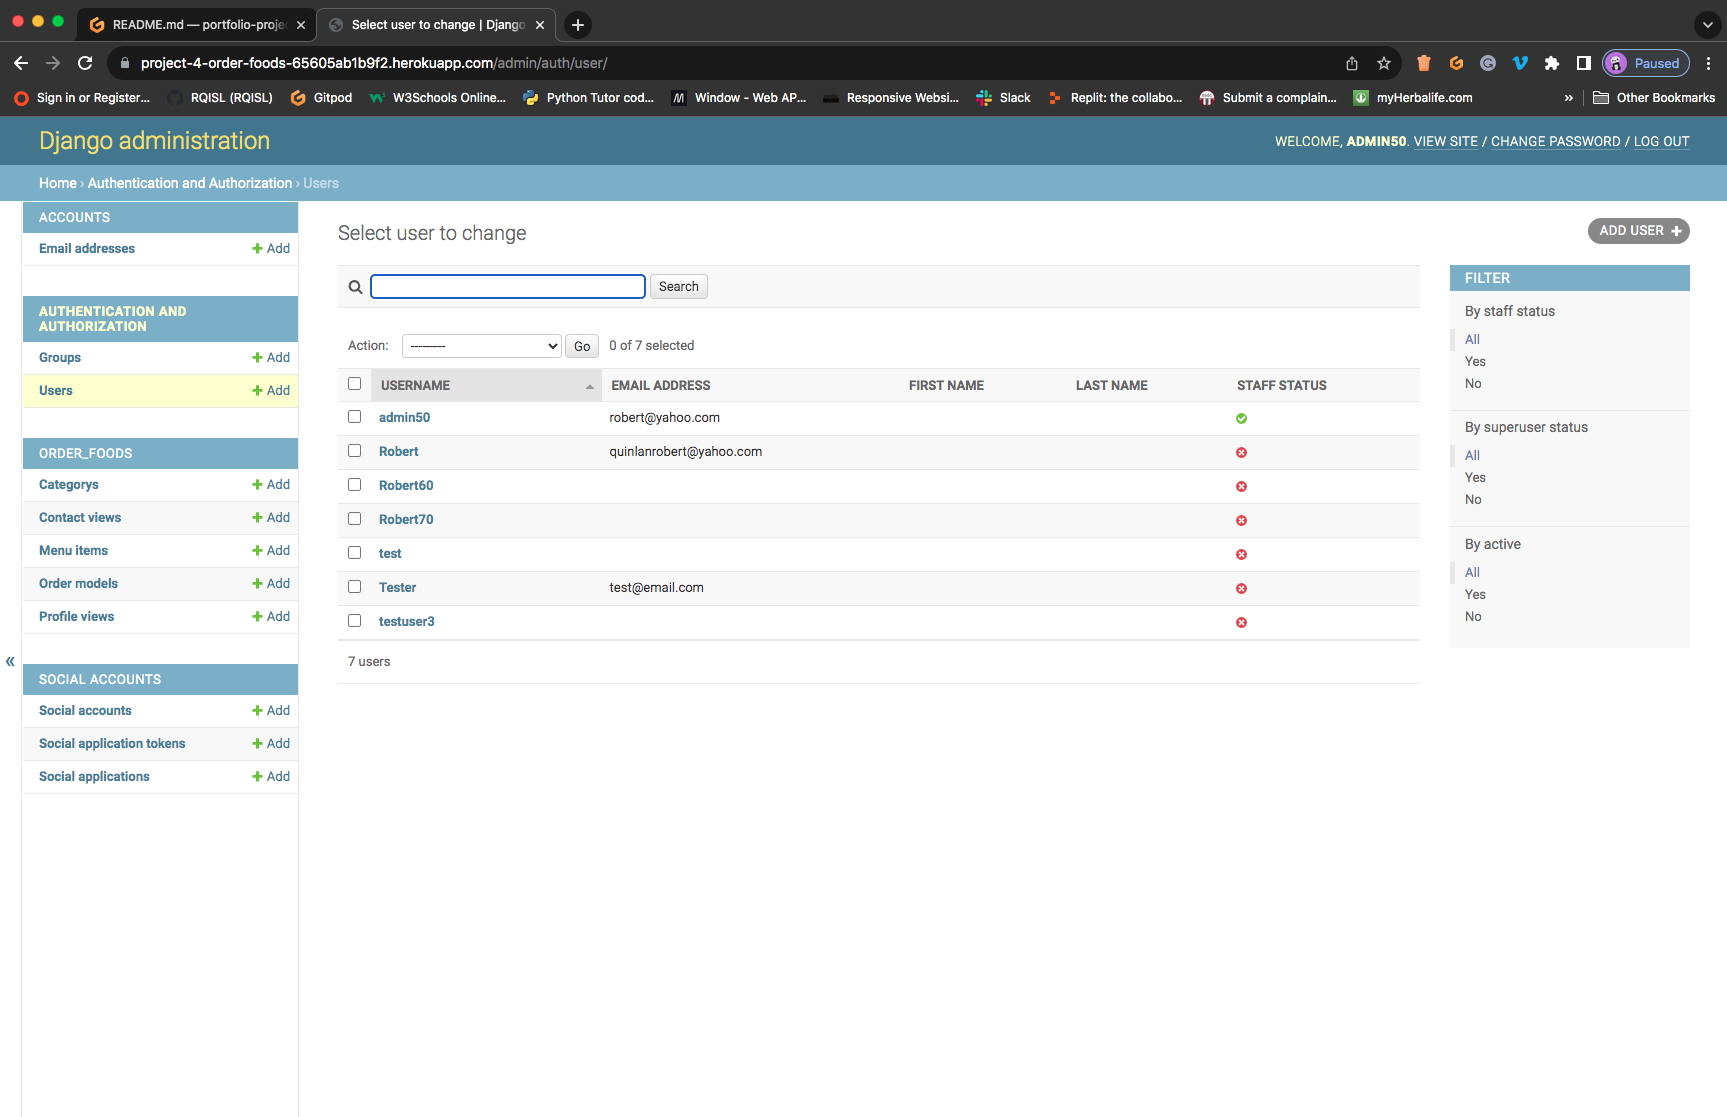 README.md — portfolio-proje
Select user to change | Django
project-4-order-foods-65605ab1b9f2.herokuapp.com/admin/auth/user/
Paused
Sign in or Register...
RQISL (RQISL)
Gitpod
W3Schools Online...
Python Tutor cod...
Window - Web AP...
Responsive Websi...
Slack
Replit: the collabo...
Submit a complain...
myHerbalife.com
»
Other Bookmarks
Django administration
WELCOME, ADMIN50. VIEW SITE / CHANGE PASSWORD / LOG OUT
Home › Authentication and Authorization › Users
ACCOUNTS
Email addresses Add
AUTHENTICATION AND
AUTHORIZATION
Groups Add
Users Add
ORDER_FOODS
Categorys Add
Contact views Add
Menu items Add
Order models Add
Profile views Add
«
SOCIAL ACCOUNTS
Social accounts Add
Social application tokens Add
Social applications Add
Select user to change
ADD USER
Search
Action: --------- Go 0 of 7 selected
USERNAME EMAIL ADDRESS FIRST NAME LAST NAME STAFF STATUS
admin50 robert@yahoo.com
Robert quinlanrobert@yahoo.com
Robert60
Robert70
test
Tester test@email.com
testuser3
7 users
FILTER
By staff status
All
Yes
No
By superuser status
All
Yes
No
By active
All
Yes
No